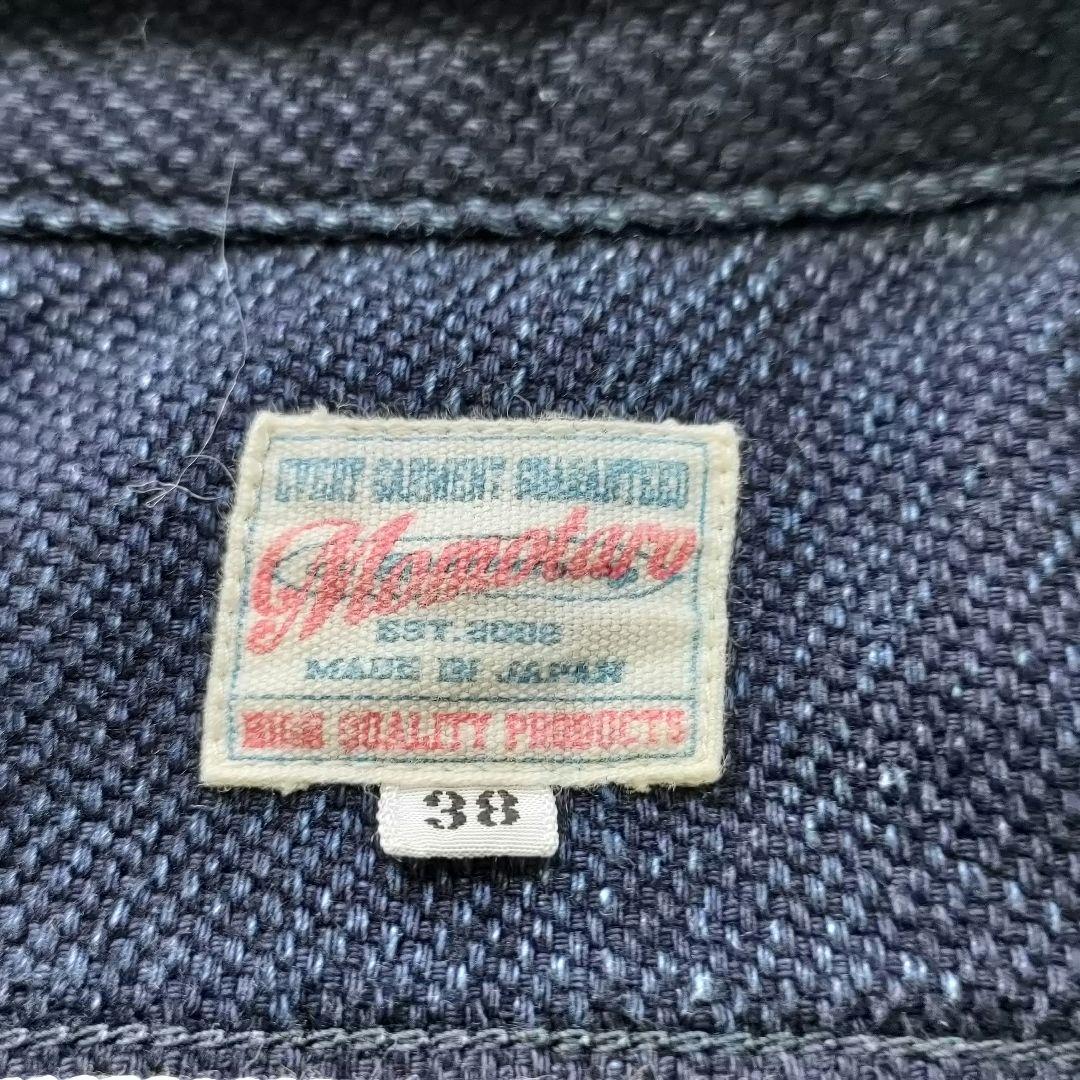 EVERY GARMENT GUARANTEED
Momotaro
EST. 2006
MADE IN JAPAN
HIGH QUALITY PRODUCTS
38